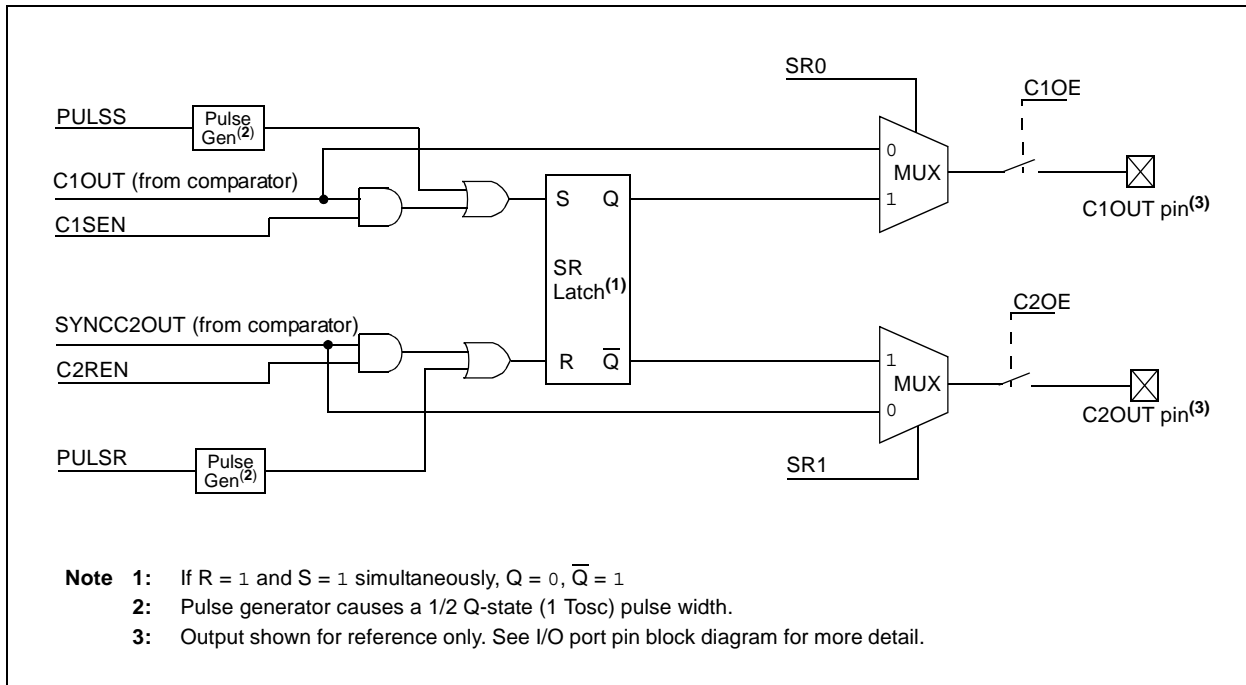 SR0
C1OE
PULSS
Pulse
Gen(2)
C1OUT (from comparator)
0
MUX
1
C1SEN
C1OUT pin(3)
S Q
SR
Latch(1)
R Q̅
SYNCC2OUT (from comparator)
C2OE
C2REN
1
MUX
0
C2OUT pin(3)
PULSR
Pulse
Gen(2)
SR1
Note 1: If R = 1 and S = 1 simultaneously, Q = 0, Q̅ = 1
2: Pulse generator causes a 1/2 Q-state (1 Tosc) pulse width.
3: Output shown for reference only. See I/O port pin block diagram for more detail.